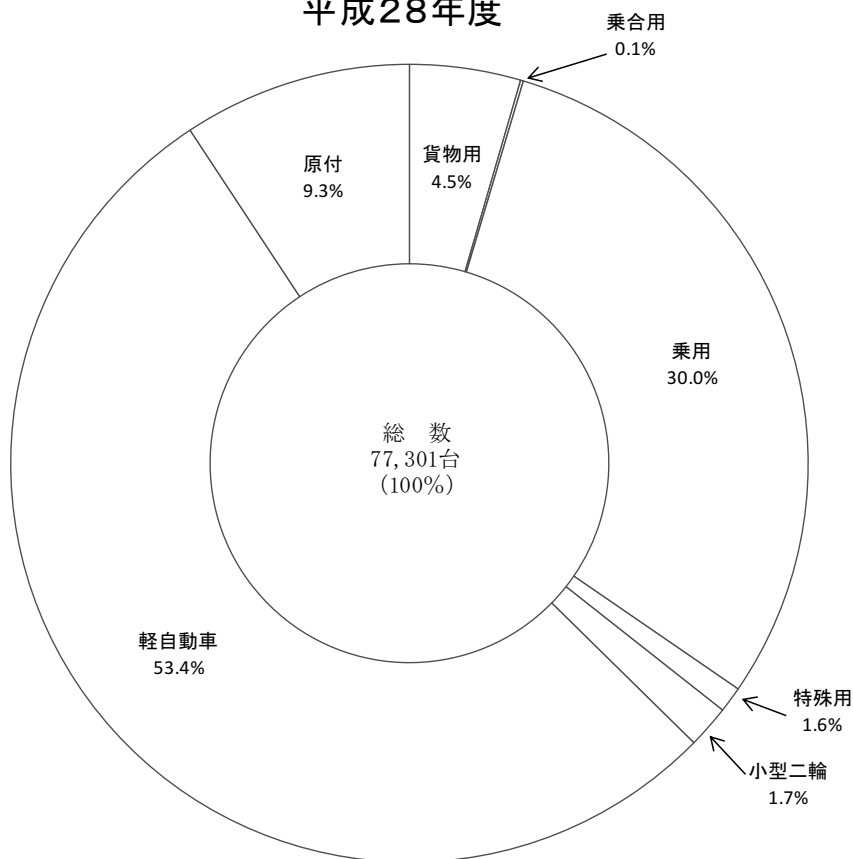 平成28年度
乗合用
0.1%
貨物用
4.5%
原付
9.3%
乗用
30.0%
総　数
77,301台
(100%)
軽自動車
53.4%
特殊用
1.6%
小型二輪
1.7%